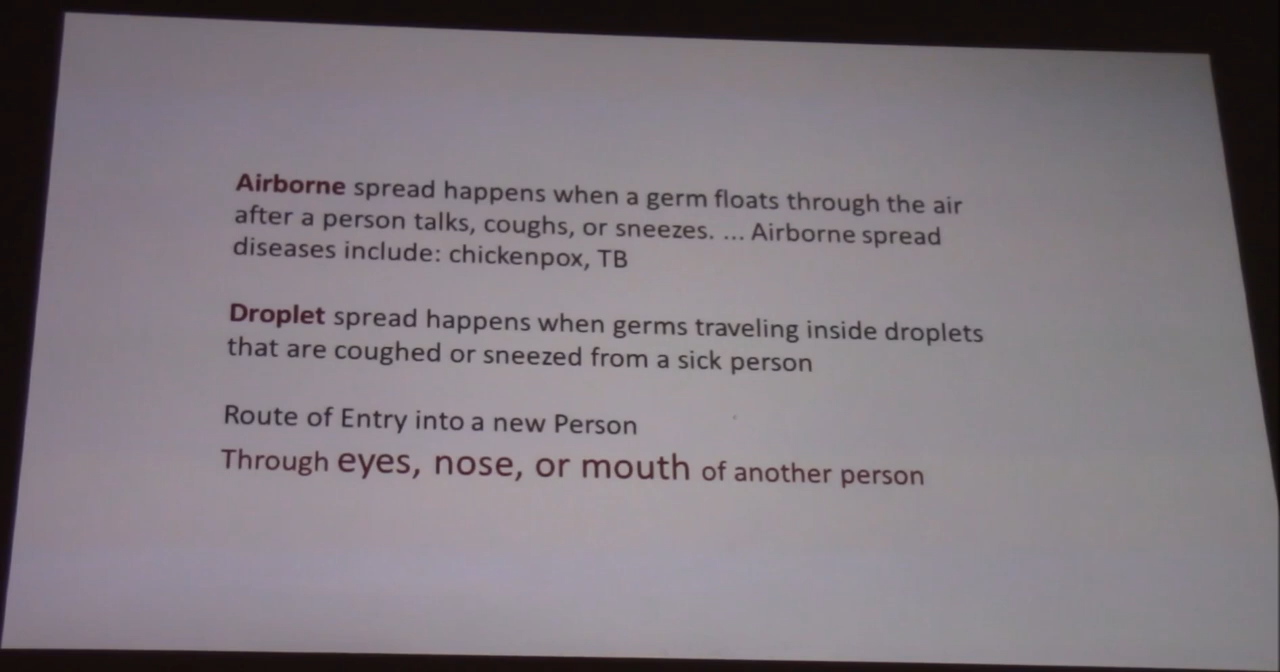 Airborne spread happens when a germ floats through the air
after a person talks, coughs, or sneezes. ... Airborne spread
diseases include: chickenpox, TB
Droplet spread happens when germs traveling inside droplets
that are coughed or sneezed from a sick person
Route of Entry into a new Person
Through eyes, nose, or mouth of another person